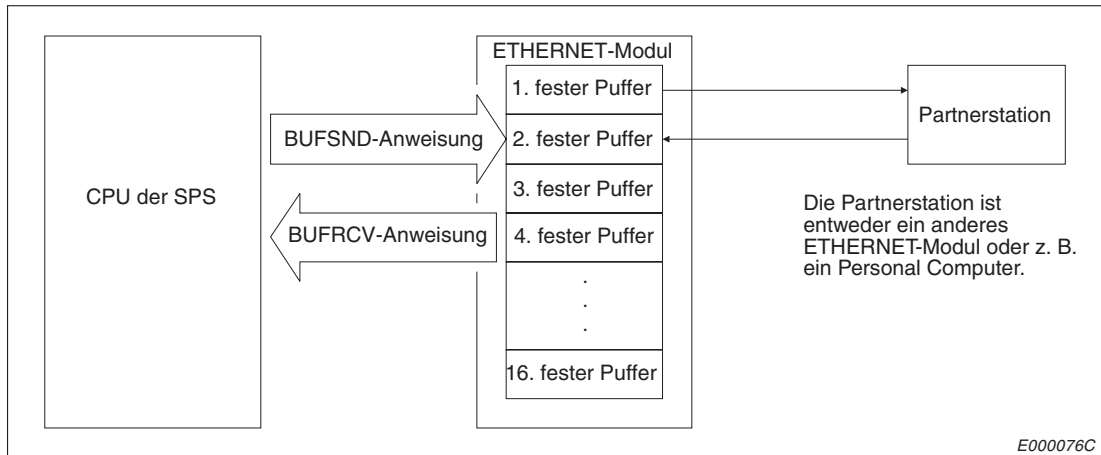 ETHERNET-Modul
1. fester Puffer
Partnerstation
BUFSND-Anweisung
2. fester Puffer
CPU der SPS
3. fester Puffer
BUFRCV-Anweisung
4. fester Puffer
.
.
.
16. fester Puffer
Die Partnerstation ist
entweder ein anderes
ETHERNET-Modul oder z. B.
ein Personal Computer.
E000076C